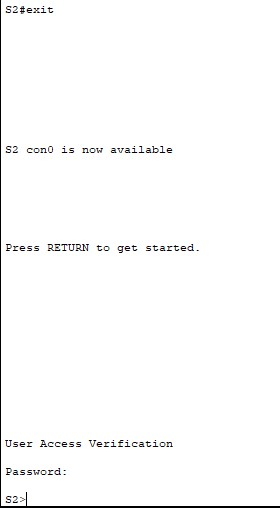 S2#exit
S2 con0 is now available
Press RETURN to get started.
User Access Verification
Password:
S2>